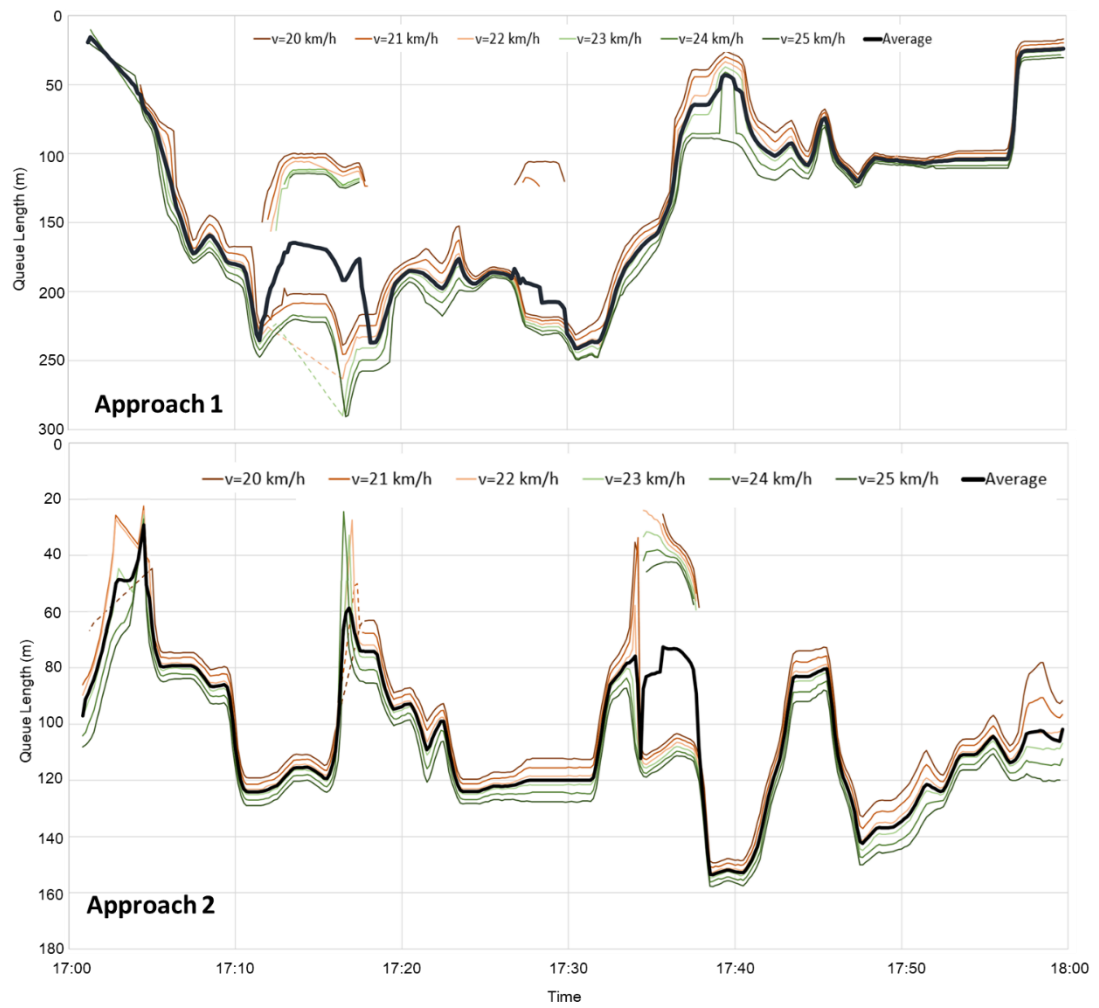 0
v=20 km/h v=21 km/h v=22 km/h v=23 km/h v=24 km/h v=25 km/h Average
50
100
150
200
250
300
Queue Length (m)
Approach 1
0
v=20 km/h v=21 km/h v=22 km/h v=23 km/h v=24 km/h v=25 km/h Average
20
40
60
80
100
120
140
160
180
Queue Length (m)
Approach 2
17:00 17:10 17:20 17:30 17:40 17:50 18:00
Time